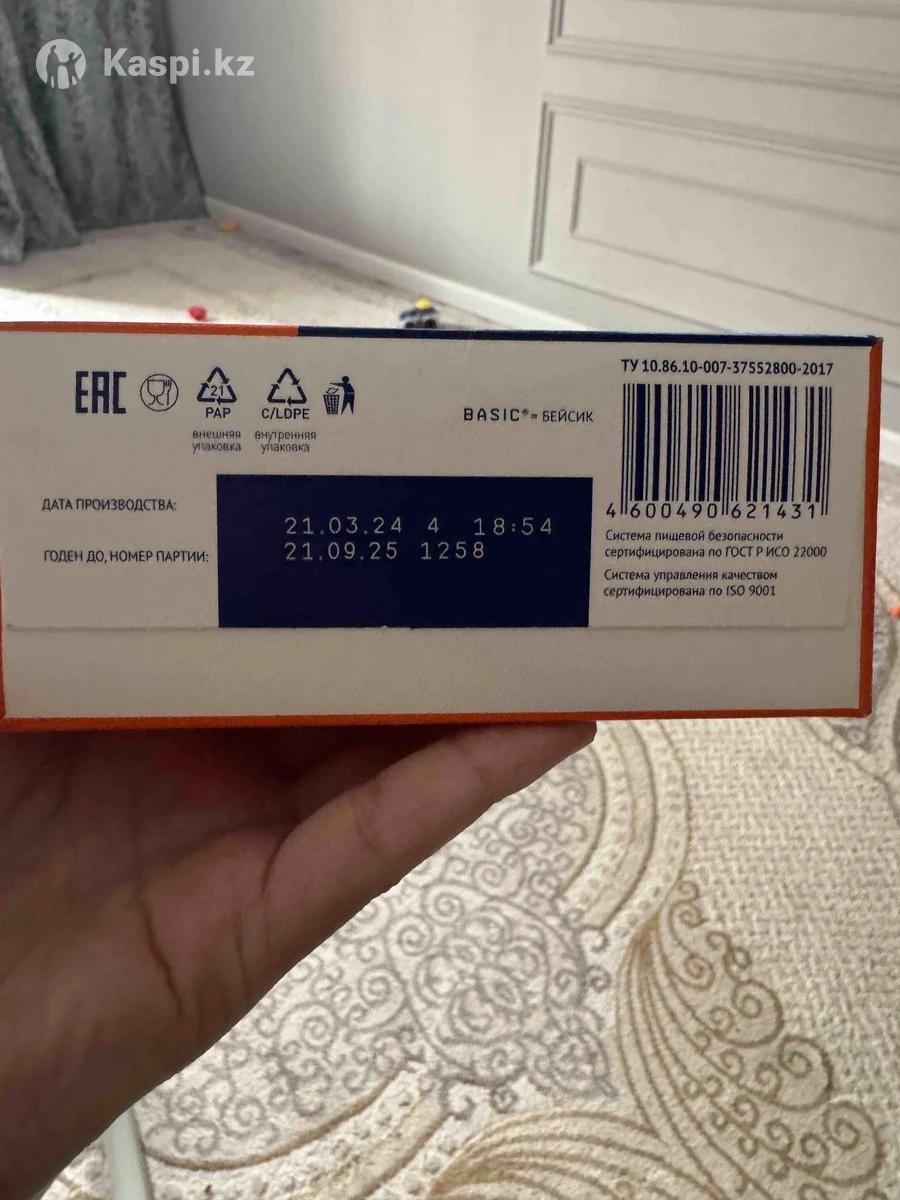 Kaspi.kz
ТУ 10.86.10-007-37552800-2017
EAC
21
PAP
C/LDPE
внешняя
упаковка
внутренняя
упаковка
BASIC®= БЕЙСИК
4 600490 621431
ДАТА ПРОИЗВОДСТВА:
21.03.24 4 18:54
ГОДЕН ДО, НОМЕР ПАРТИИ:
21.09.25 1258
Система пищевой безопасности
сертифицирована по ГОСТ Р ИСО 22000
Система управления качеством
сертифицирована по ISO 9001